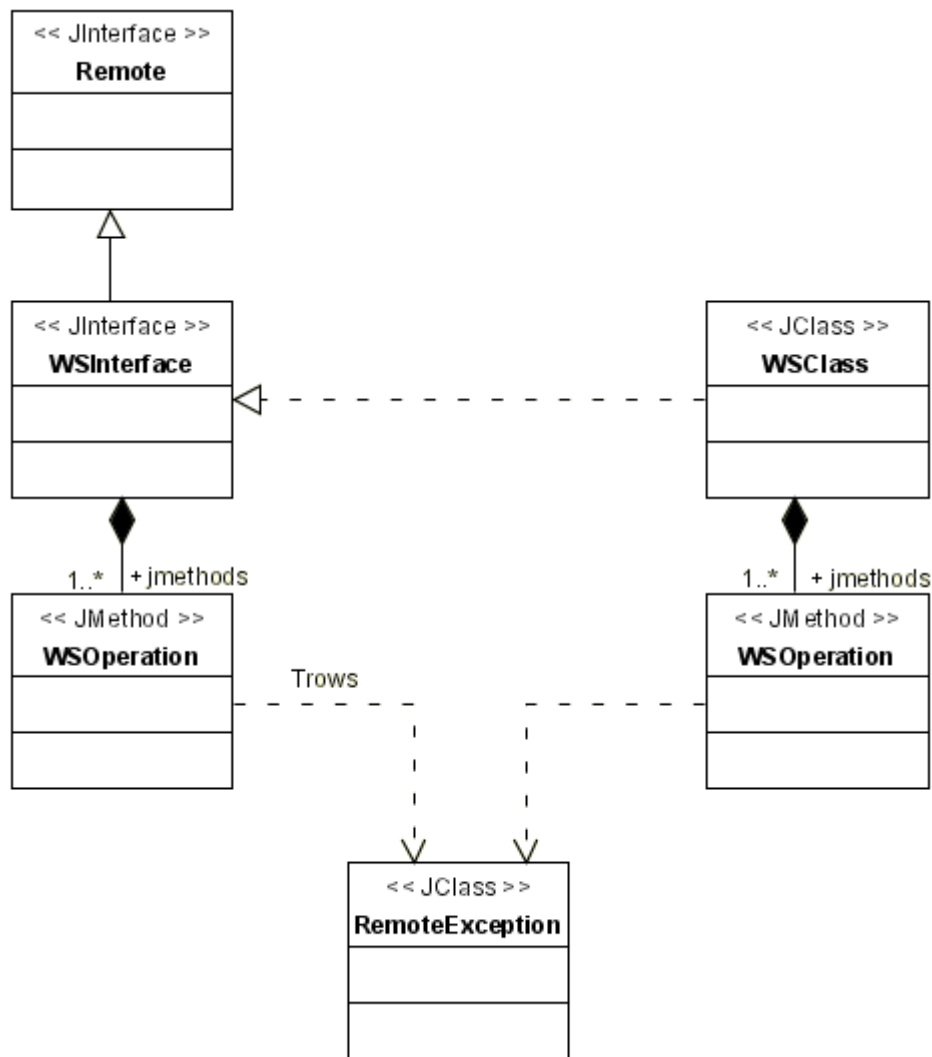 << JInterface >>
Remote
<< JInterface >>
WSInterface
<< JClass >>
WSClass
1..* + jmethods
1..* + jmethods
<< JMethod >>
WSOperation
<< JMethod >>
WSOperation
Trows
<< JClass >>
RemoteException